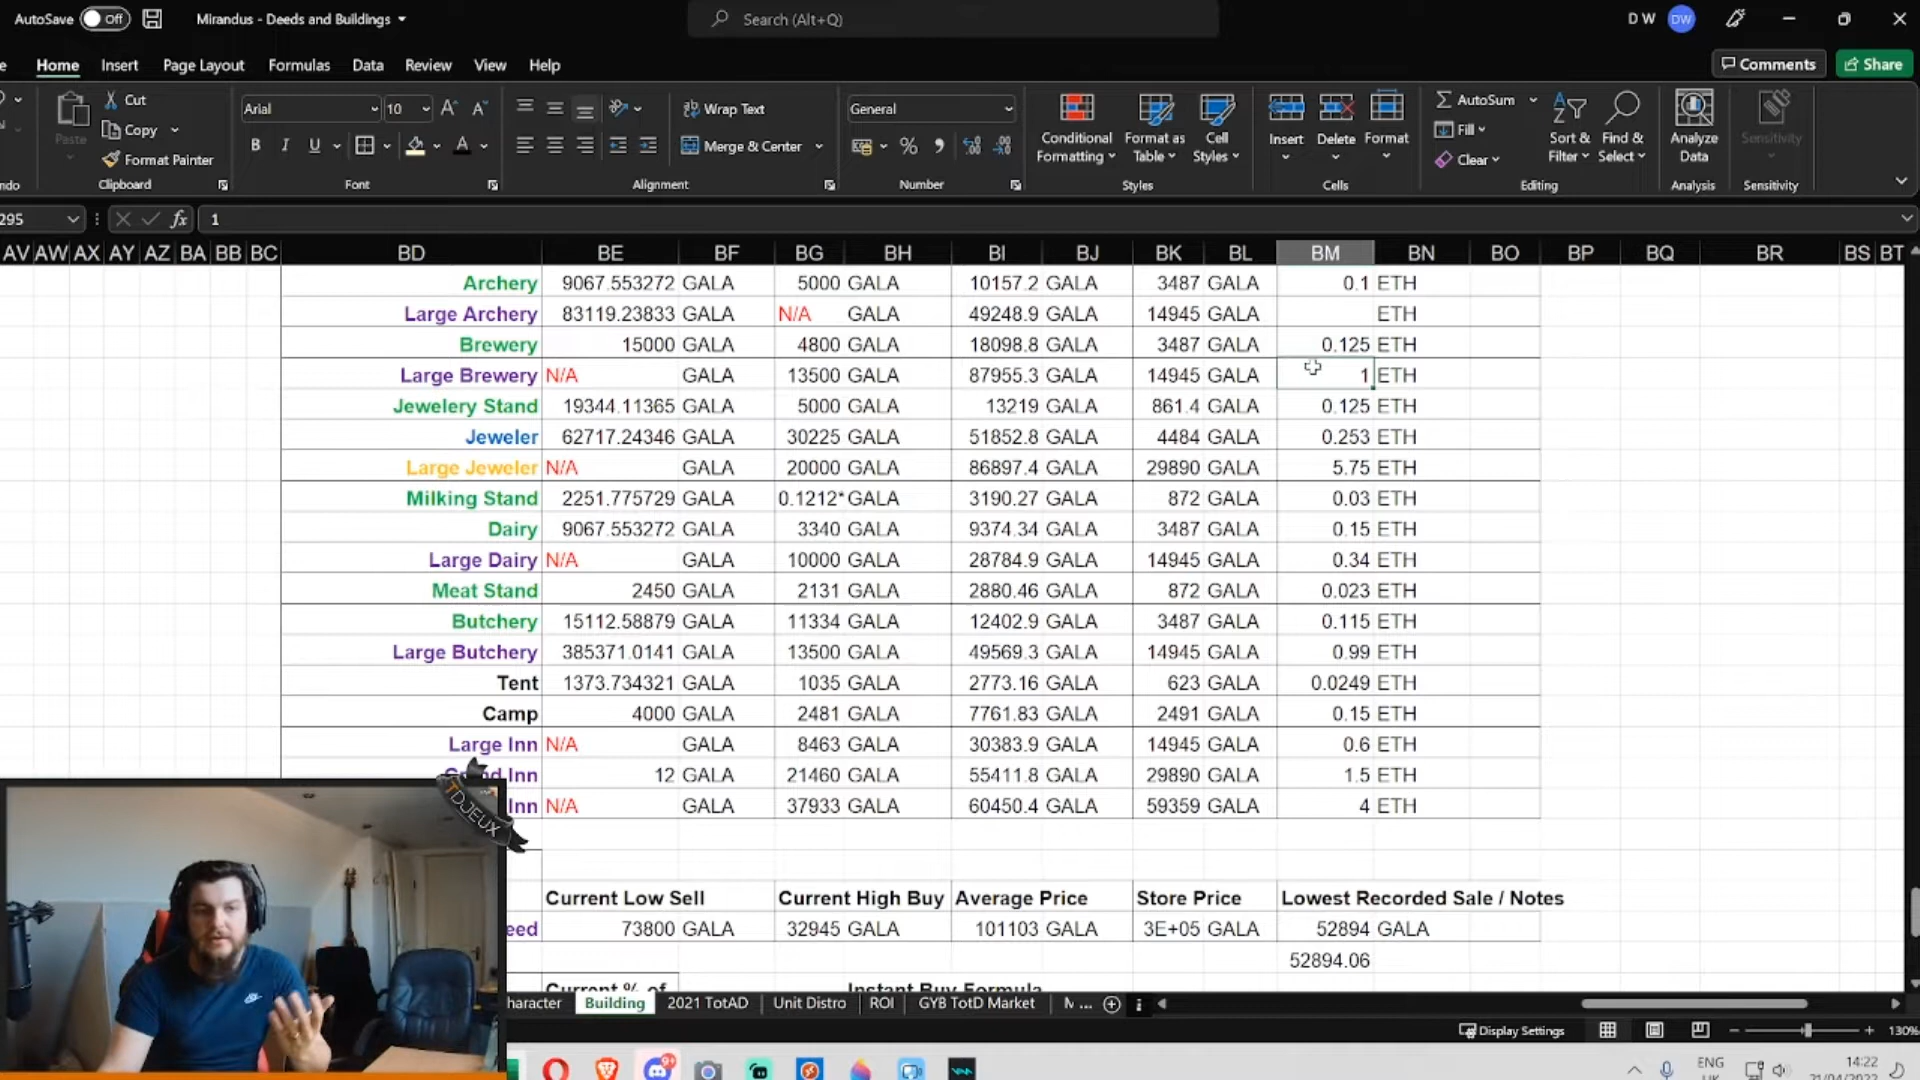 AutoSave Off Mirandus - Deeds and Buildings Search (Alt+Q) D W DW
Home Insert Page Layout Formulas Data Review View Help Comments Share
Paste Cut Copy Format Painter Clipboard
Arial 10 B I U A Font
Wrap Text Merge & Center Alignment
General % Number
Conditional Formatting Format as Table Cell Styles Styles
Insert Delete Format Cells
AutoSum Fill Clear Sort & Filter Find & Select Editing
Analyze Data Analysis Sensitivity Sensitivity
295 fx 1
AV AW AX AY AZ BA BB BC BD BE BF BG BH BI BJ BK BL BM BN BO BP BQ BR BS BT
Archery 9067.553272 GALA 5000 GALA 10157.2 GALA 3487 GALA 0.1 ETH
Large Archery 83119.23833 GALA N/A GALA 49248.9 GALA 14945 GALA ETH
Brewery 15000 GALA 4800 GALA 18098.8 GALA 3487 GALA 0.125 ETH
Large Brewery N/A GALA 13500 GALA 87955.3 GALA 14945 GALA 1 ETH
Jewelery Stand 19344.11365 GALA 5000 GALA 13219 GALA 861.4 GALA 0.125 ETH
Jeweler 62717.24346 GALA 30225 GALA 51852.8 GALA 4484 GALA 0.253 ETH
Large Jeweler N/A GALA 20000 GALA 86897.4 GALA 29890 GALA 5.75 ETH
Milking Stand 2251.775729 GALA 0.1212* GALA 3190.27 GALA 872 GALA 0.03 ETH
Dairy 9067.553272 GALA 3340 GALA 9374.34 GALA 3487 GALA 0.15 ETH
Large Dairy N/A GALA 10000 GALA 28784.9 GALA 14945 GALA 0.34 ETH
Meat Stand 2450 GALA 2131 GALA 2880.46 GALA 872 GALA 0.023 ETH
Butchery 15112.58879 GALA 11334 GALA 12402.9 GALA 3487 GALA 0.115 ETH
Large Butchery 385371.0141 GALA 13500 GALA 49569.3 GALA 14945 GALA 0.99 ETH
Tent 1373.734321 GALA 1035 GALA 2773.16 GALA 623 GALA 0.0249 ETH
Camp 4000 GALA 2481 GALA 7761.83 GALA 2491 GALA 0.15 ETH
Large Inn N/A GALA 8463 GALA 30383.9 GALA 14945 GALA 0.6 ETH
Inn 12 GALA 21460 GALA 55411.8 GALA 29890 GALA 1.5 ETH
Inn N/A GALA 37933 GALA 60450.4 GALA 59359 GALA 4 ETH
TDJEUX
Current Low Sell Current High Buy Average Price Store Price Lowest Recorded Sale / Notes
eed 73800 GALA 32945 GALA 101103 GALA 3E+05 GALA 52894 GALA
52894.06
Current % of Instant Buy Formula
haracter Building 2021 TotAD Unit Distro ROI GYB TotD Market M ...
Display Settings 130%
9+ ENG 14:22